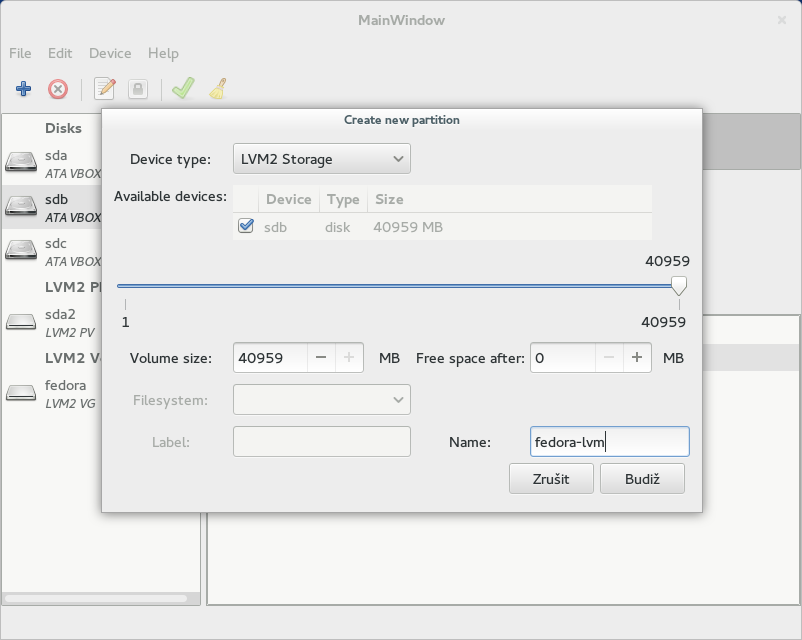 MainWindow
File Edit Device Help
Disks
sda
ATA VBOX
sdb
ATA VBOX
sdc
ATA VBOX
LVM2
sda2
LVM2 PV
LVM2
fedora
LVM2 VG
Create new partition
Device type: LVM2 Storage
Available devices: Device Type Size
sdb disk 40959 MB
40959
1 40959
Volume size: 40959 MB Free space after: 0 MB
Filesystem:
Label: Name: fedora-lvm
Zrušit Budiž